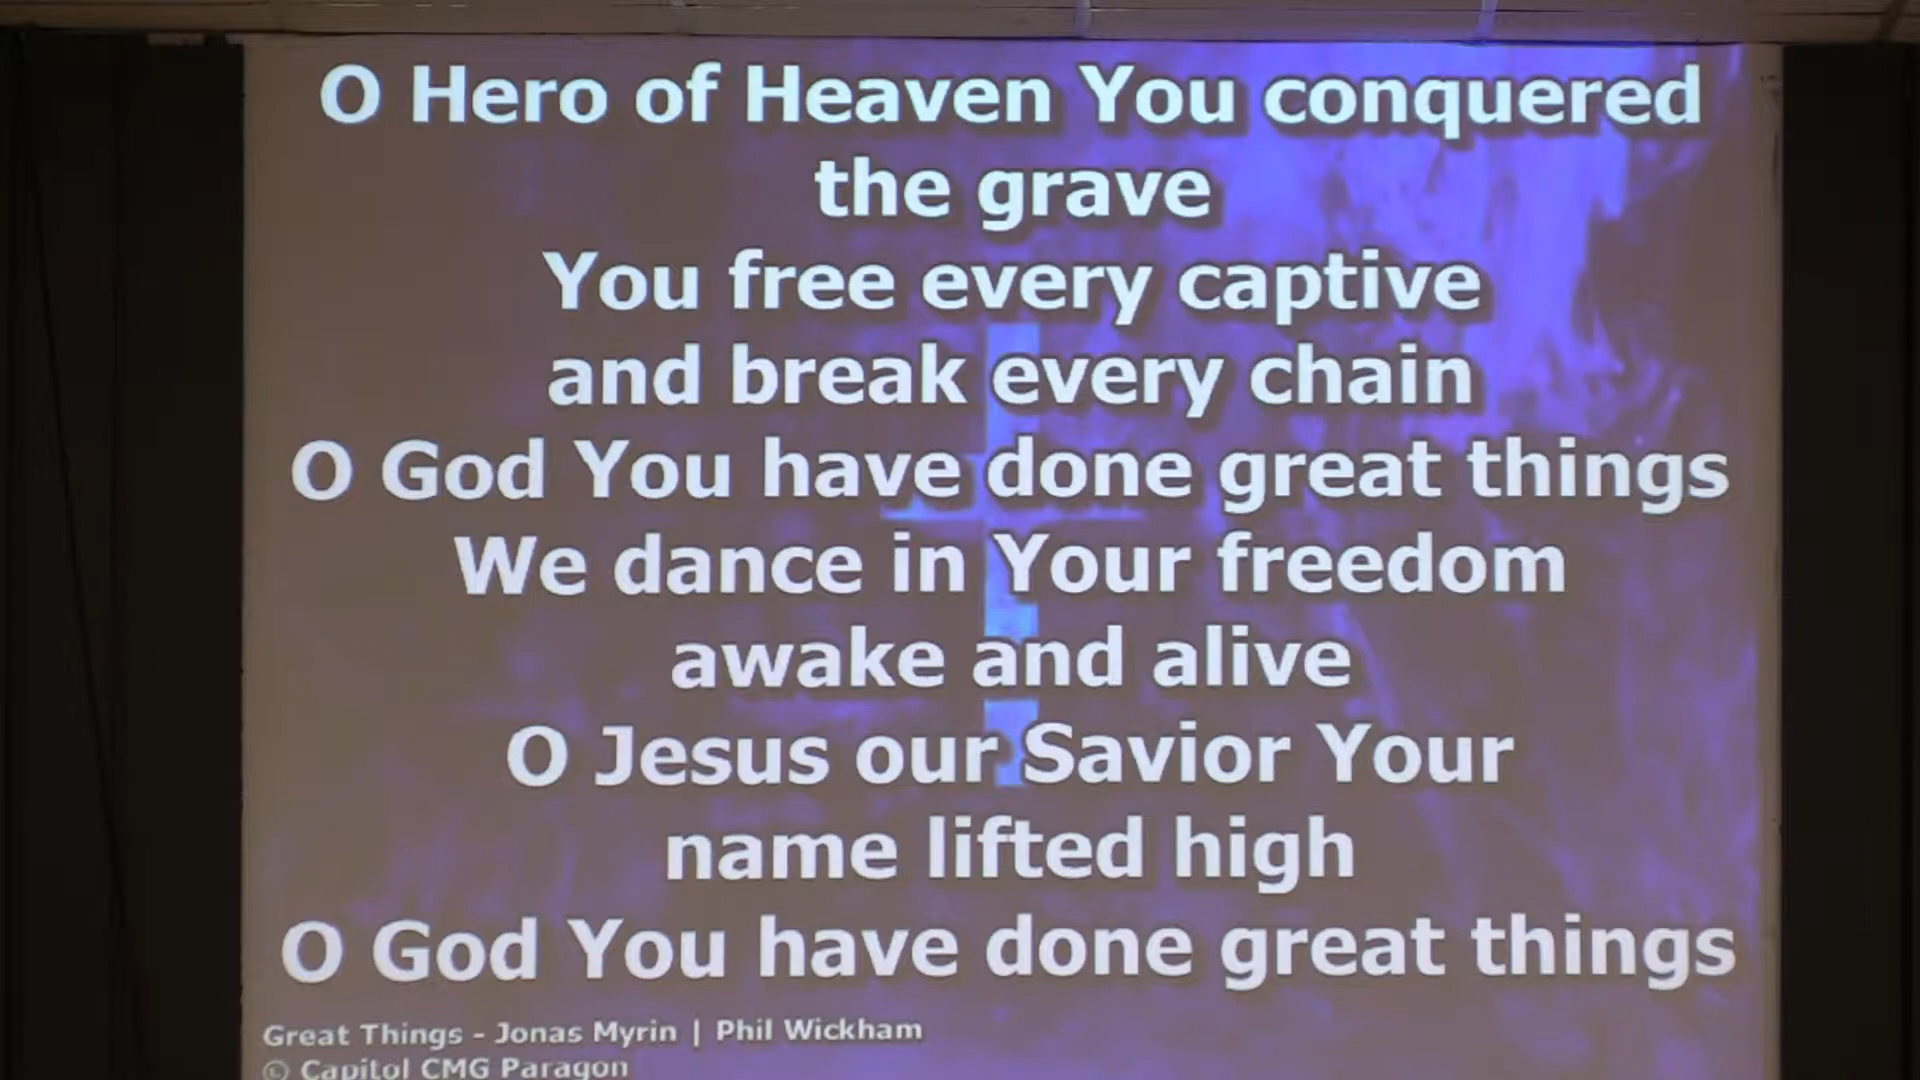 O Hero of Heaven You conquered
the grave
You free every captive
and break every chain
O God You have done great things
We dance in Your freedom
awake and alive
O Jesus our Savior Your
name lifted high
O God You have done great things
Great Things - Jonas Myrin | Phil Wickham
© Capitol CMG Paragon